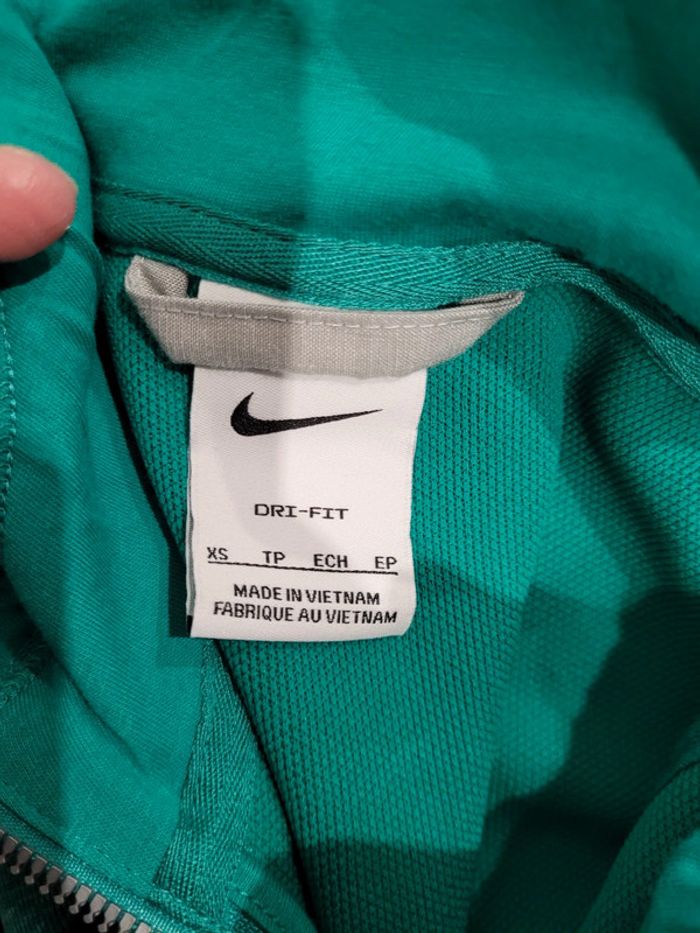 DRI-FIT
XS TP ECH EP
MADE IN VIETNAM
FABRIQUE AU VIETNAM